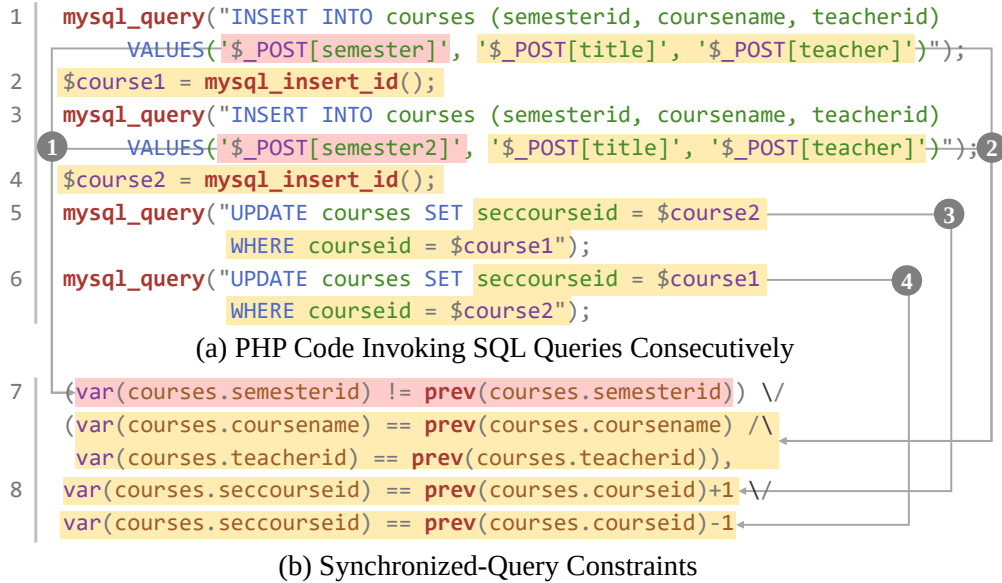 1 mysql_query("INSERT INTO courses (semesterid, coursename, teacherid)
VALUES('$_POST[semester]', '$_POST[title]', '$_POST[teacher]')");
2 $course1 = mysql_insert_id();
3 mysql_query("INSERT INTO courses (semesterid, coursename, teacherid)
1 VALUES('$_POST[semester2]', '$_POST[title]', '$_POST[teacher]')"); 2
4 $course2 = mysql_insert_id();
5 mysql_query("UPDATE courses SET seccourseid = $course2 3
WHERE courseid = $course1");
6 mysql_query("UPDATE courses SET seccourseid = $course1 4
WHERE courseid = $course2");
(a) PHP Code Invoking SQL Queries Consecutively
7 (var(courses.semesterid) != prev(courses.semesterid)) \/
(var(courses.coursename) == prev(courses.coursename) /\
var(courses.teacherid) == prev(courses.teacherid)),
8 var(courses.seccourseid) == prev(courses.courseid)+1 \/
var(courses.seccourseid) == prev(courses.courseid)-1
(b) Synchronized-Query Constraints